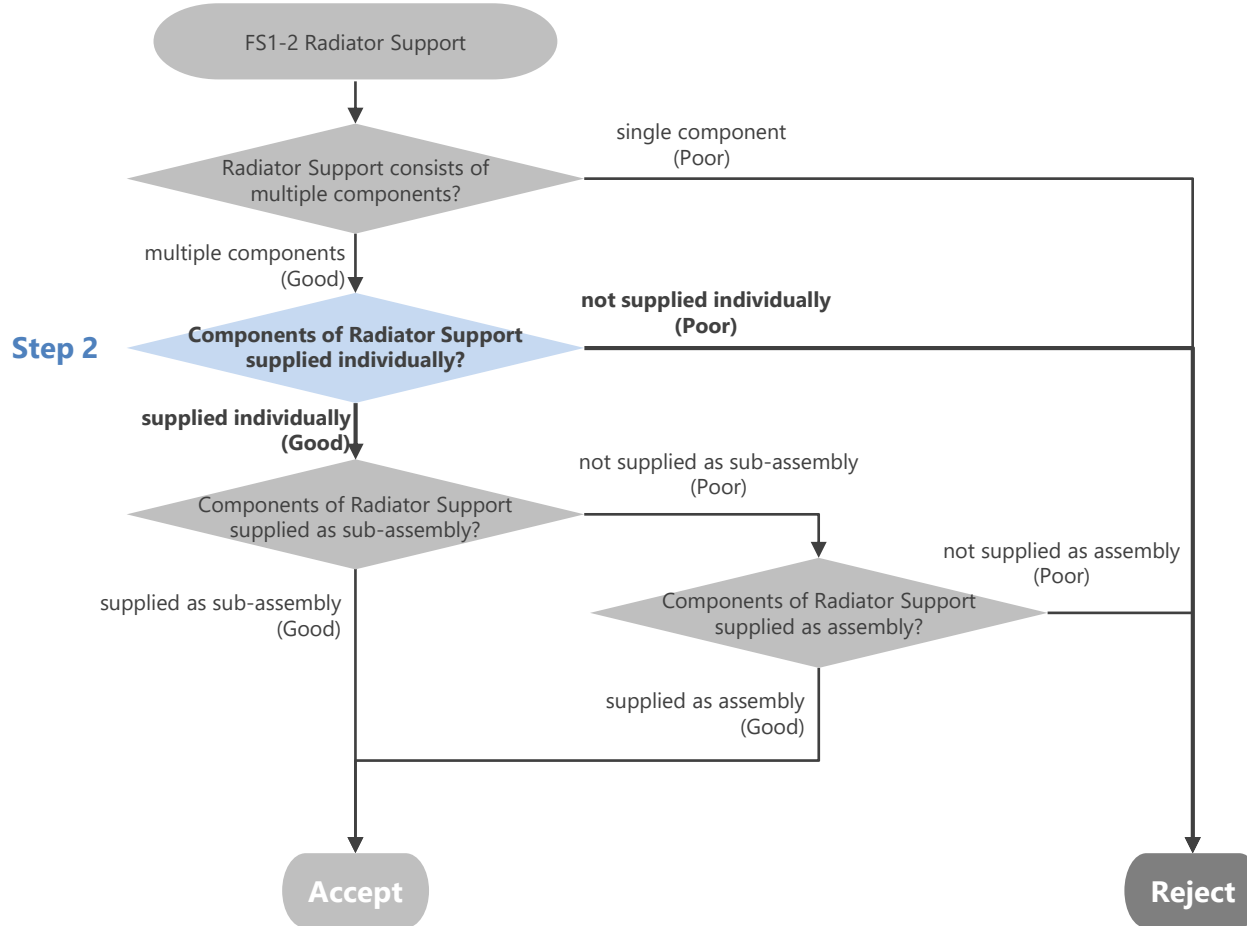 FS1-2 Radiator Support
single component
(Poor)
Radiator Support consists of
multiple components?
multiple components
(Good)
not supplied individually
(Poor)
Step 2
Components of Radiator Support
supplied individually?
supplied individually
(Good)
not supplied as sub-assembly
(Poor)
Components of Radiator Support
supplied as sub-assembly?
not supplied as assembly
(Poor)
supplied as sub-assembly
(Good)
Components of Radiator Support
supplied as assembly?
supplied as assembly
(Good)
Accept
Reject